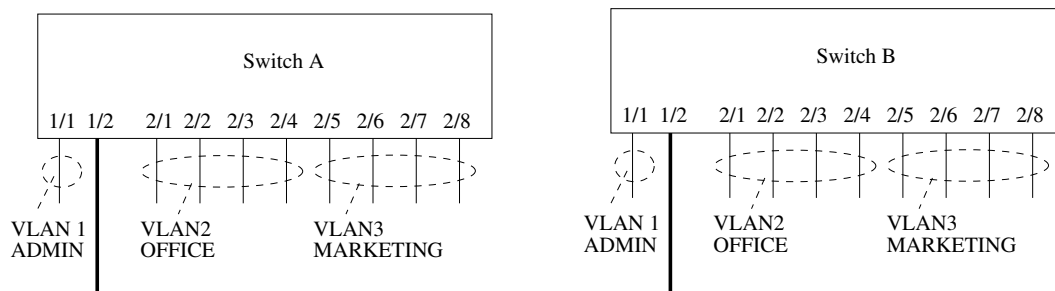 Switch A
1/1 1/2 2/1 2/2 2/3 2/4 2/5 2/6 2/7 2/8
VLAN 1
ADMIN
VLAN2
OFFICE
VLAN3
MARKETING
Switch B
1/1 1/2 2/1 2/2 2/3 2/4 2/5 2/6 2/7 2/8
VLAN 1
ADMIN
VLAN2
OFFICE
VLAN3
MARKETING